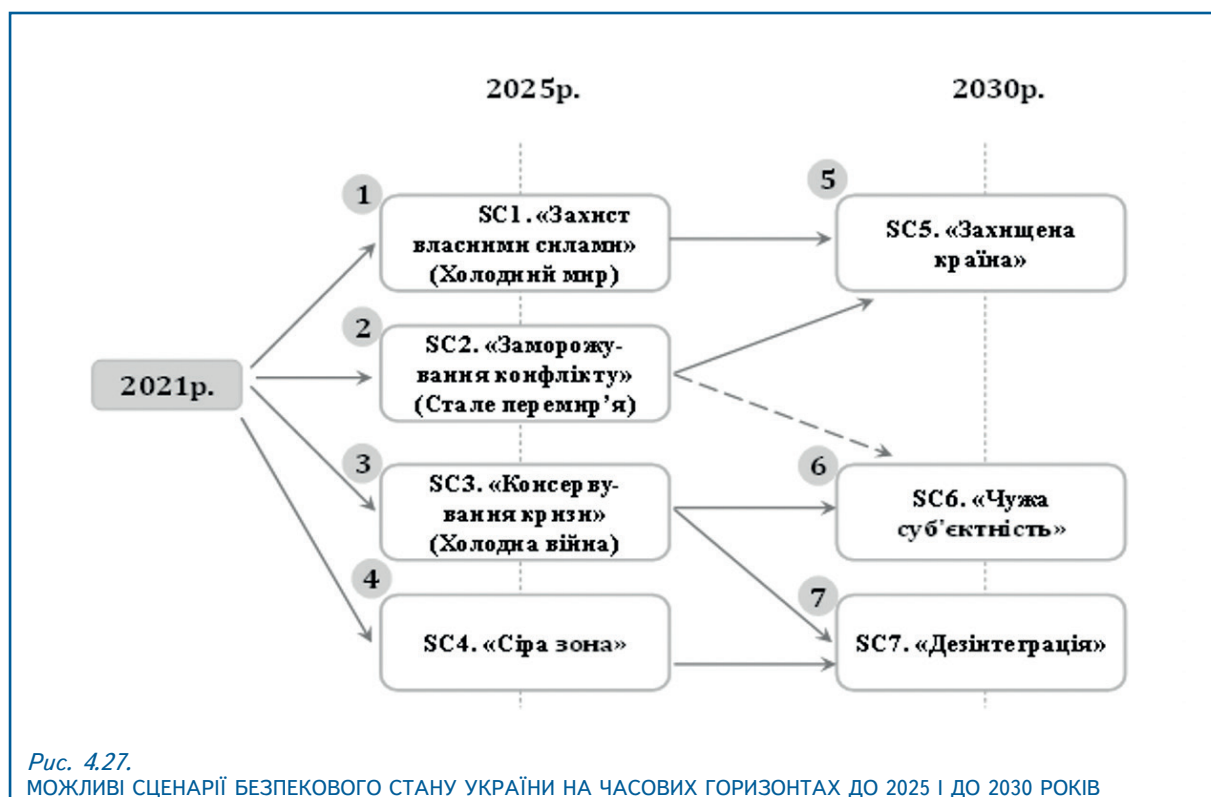 2025р.
2030р.
1
5
SC1. «Захист
власними силами»
(Холодний мир)
SC5. «Захищена
країна»
2
SC2. «Заморожу-
вання конфлікту»
(Стале перемир’я)
2021р.
3
6
SC3. «Консерву-
вання кризи»
(Холодна війна)
SC6. «Чужа
суб’єктність»
4
7
SC4. «Сіра зона»
SC7. «Дезінтеграція»
Рис. 4.27.
МОЖЛИВІ СЦЕНАРІЇ БЕЗПЕКОВОГО СТАНУ УКРАЇНИ НА ЧАСОВИХ ГОРИЗОНТАХ ДО 2025 І ДО 2030 РОКІВ